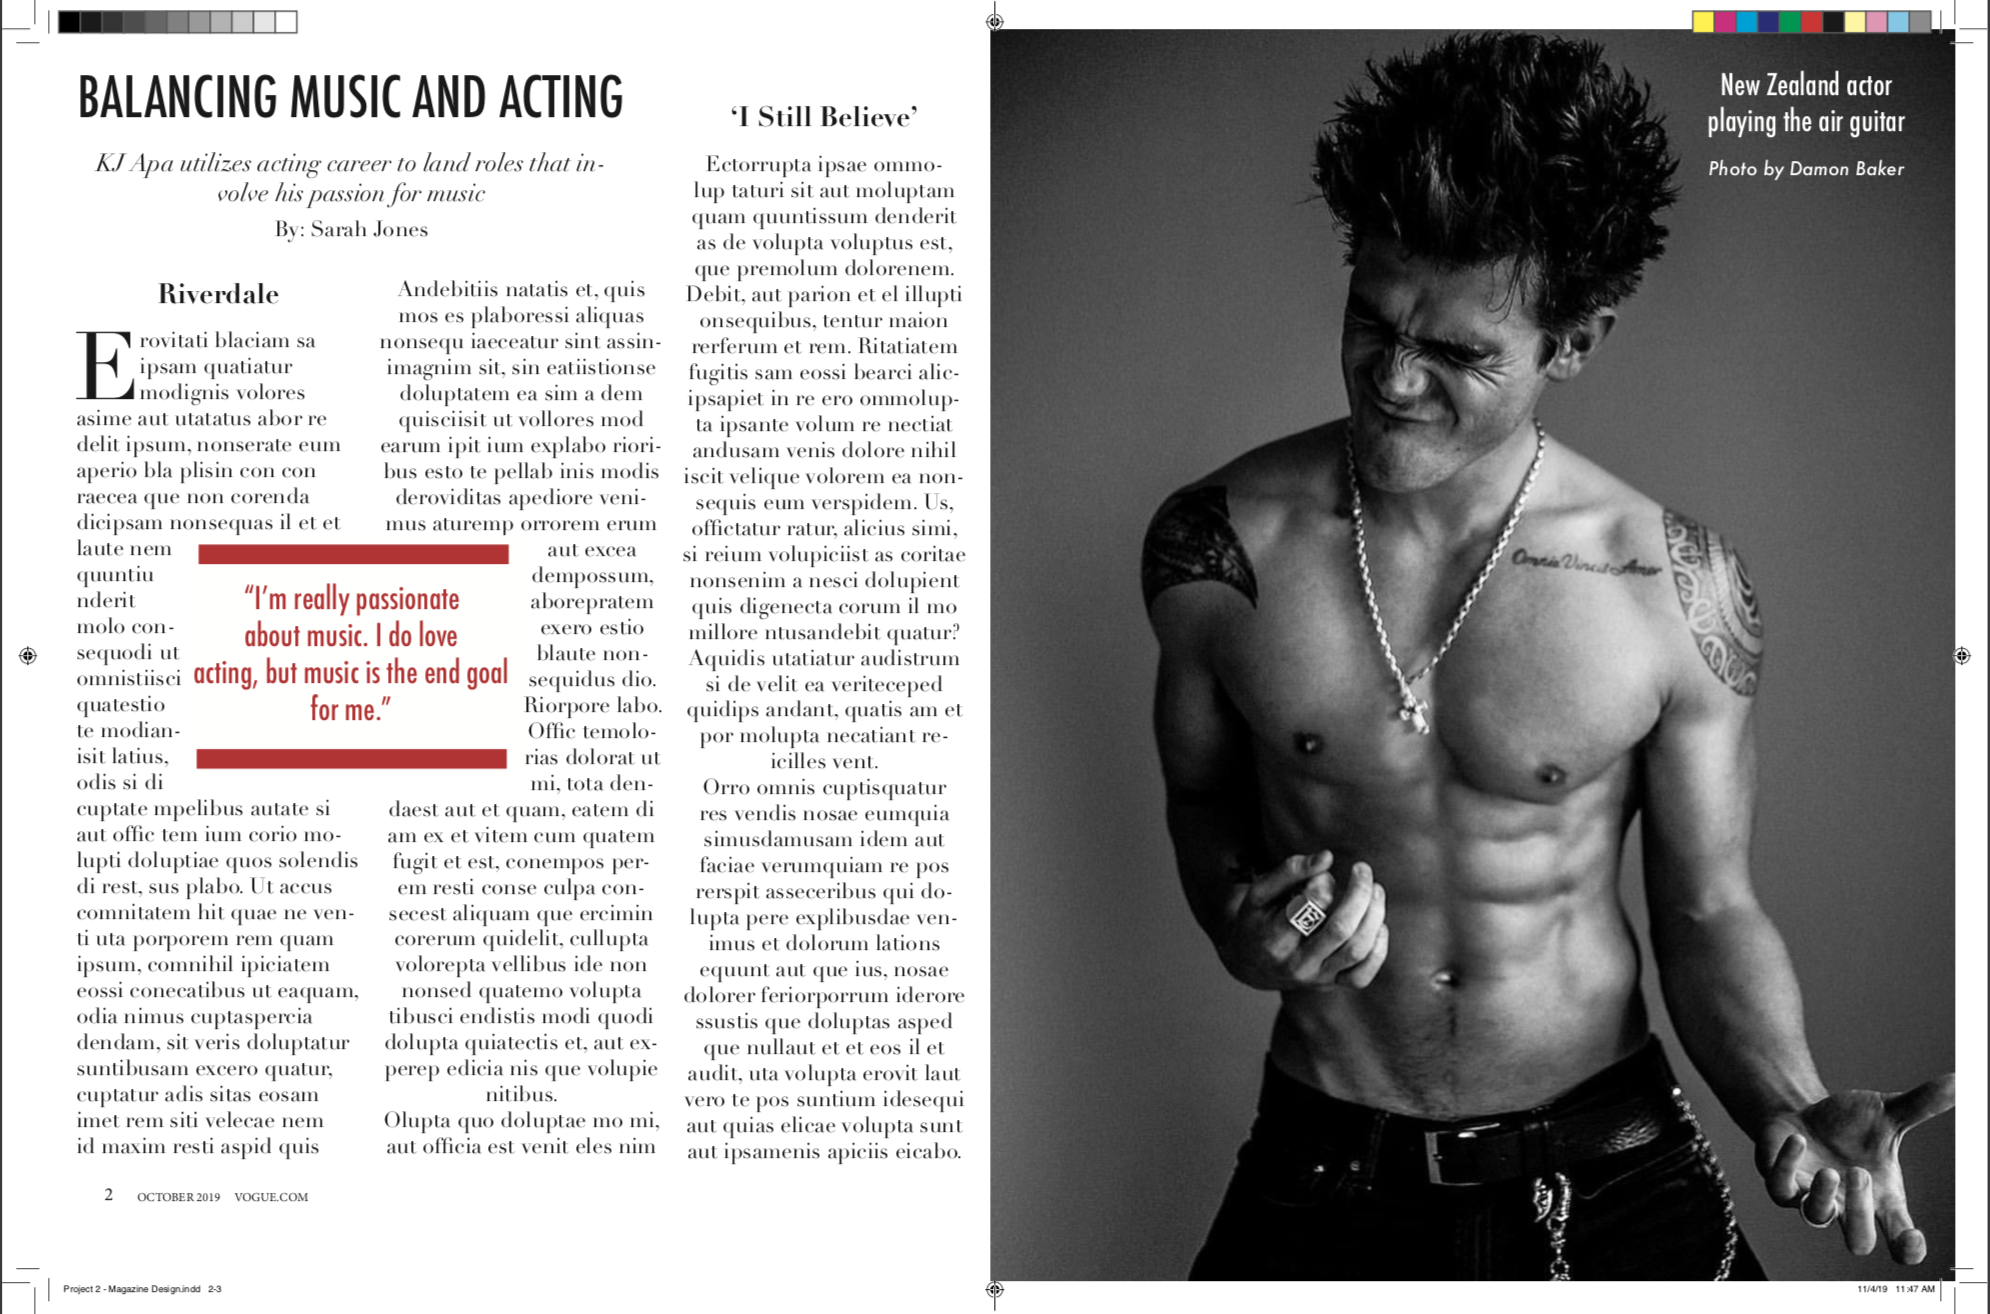 BALANCING MUSIC AND ACTING
KJ Apa utilizes acting career to land roles that in-
volve his passion for music
By: Sarah Jones
Riverdale
Erovitati blaciam sa
ipsam quatiatur
modignis volores
asime aut utatatus abor re
delit ipsum, nonserate eum
aperio bla plisin con con
raecea que non corenda
dicipsam nonsequas il et et
laute nem
quuntiu
nderit
molo con-
sequodi ut
omnistiisci
quatestio
te modian-
isit latius,
odis si di
cuptate mpelibus autate si
aut offic tem ium corio mo-
lupti doluptiae quos solendis
di rest, sus plabo. Ut accus
comnitatem hit quae ne ven-
ti uta porporem rem quam
ipsum, comnihil ipiciatem
eossi conecatibus ut eaquam,
odia nimus cuptaspercia
dendam, sit veris doluptatur
suntibusam excero quatur,
cuptatur adis sitas eosam
imet rem siti velecae nem
id maxim resti aspid quis
"I'm really passionate
about music. I do love
acting, but music is the end goal
for me."
Andebitiis natatis et, quis
mos es plaboressi aliquas
nonsequ iaeceatur sint assin-
imagnim sit, sin eatiistionse
doluptatem ea sim a dem
quisciisit ut vollores mod
earum ipit ium explabo riori-
bus esto te pellab inis modis
deroviditas apediore veni-
mus aturemp orrorem erum
aut excea
dempossum,
aborepratem
exero estio
blaute non-
sequidus dio.
Riorpore labo.
Offic temolo-
rias dolorat ut
mi, tota den-
daest aut et quam, eatem di
am ex et vitem cum quatem
fugit et est, conempos per-
em resti conse culpa con-
secest aliquam que ercimin
corerum quidelit, cullupta
volorepta vellibus ide non
nonsed quatemo volupta
tibusci endistis modi quodi
dolupta quiatectis et, aut ex-
perep edicia nis que volupie
nitibus.
Olupta quo doluptae mo mi,
aut officia est venit eles nim
‘I Still Believe’
Ectorrupta ipsae ommo-
lup taturi sit aut moluptam
quam quuntissum denderit
as de volupta voluptus est,
que premolum dolorenem.
Debit, aut parion et el illupti
onsequibus, tentur maion
rerferum et rem. Ritatiatem
fugitis sam eossi bearci alic-
ipsapiet in re ero ommolup-
ta ipsante volum re nectiat
andusam venis dolore nihil
iscit velique volorem ea non-
sequis eum verspidem. Us,
offictatur ratur, alicius simi,
si reium volupiciist as coritae
nonsenim a nesci dolupient
quis digenecta corum il mo
millore ntusandebit quatur?
Aquidis utatiatur audistrum
si de velit ea veriteceped
quidips andant, quatis am et
por molupta necatiant re-
icilles vent.
Orro omnis cuptisquatur
res vendis nosae eumquia
simusdamusam idem aut
faciae verumquiam re pos
rerspit asseceribus qui do-
lupta pere explibusdae ven-
imus et dolorum lations
equunt aut que ius, nosae
dolorer feriorporrum iderore
ssustis que doluptas asped
que nullaut et et eos il et
audit, uta volupta erovit laut
vero te pos suntium idesequi
aut quias elicae volupta sunt
aut ipsamenis apiciis eicabo.
New Zealand actor
playing the air guitar
Photo by Damon Baker
Omnia Vincit Amor
2 OCTOBER 2019 VOGUE.COM
Project 2 - Magazine Design.indd 2-3
11/4/19 11:47 AM